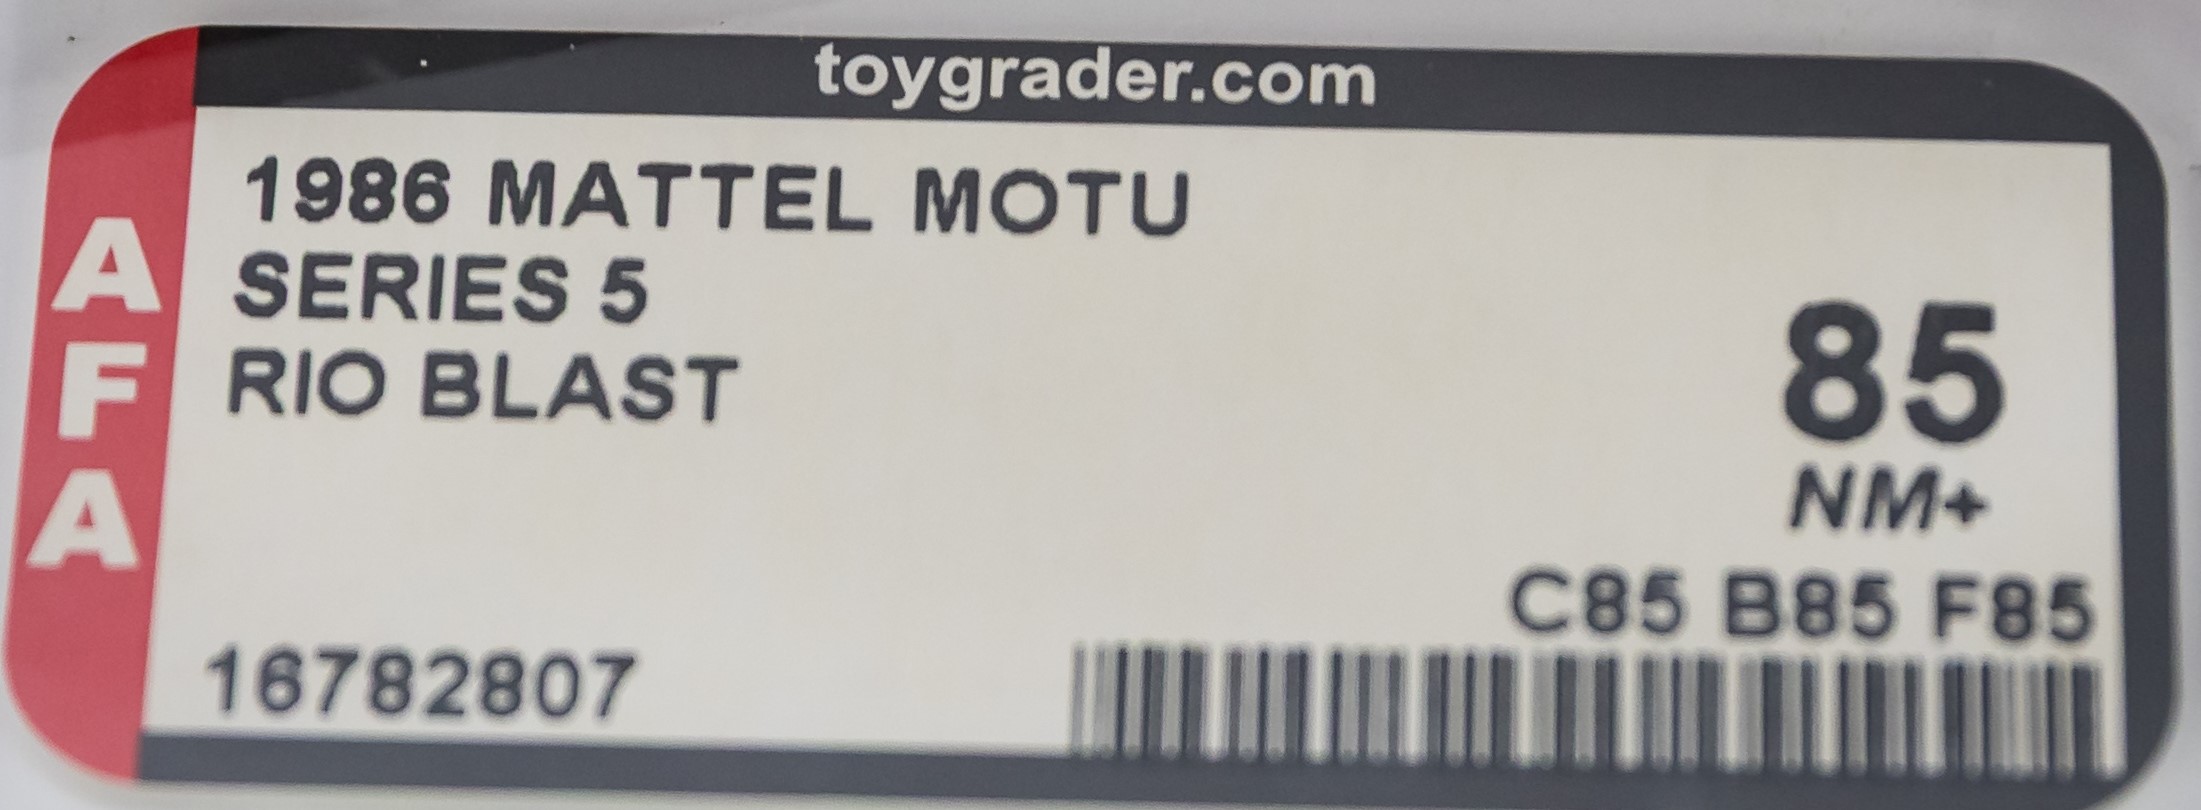 toygrader.com
AFA
1986 MATTEL MOTU
SERIES 5
RIO BLAST
85
NM+
C85 B85 F85
16782807